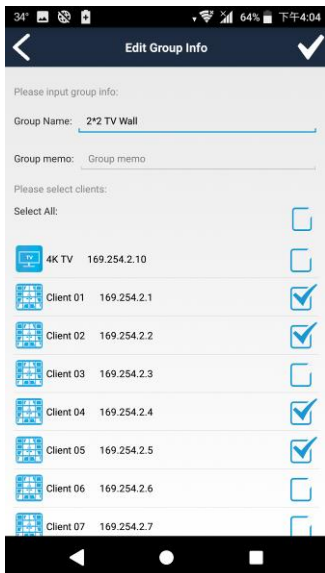 34° 64% 下午4:04
Edit Group Info
Please input group info:
Group Name: 2*2 TV Wall
Group memo: Group memo
Please select clients:
Select All:
TV 4K TV 169.254.2.10
Client 01 169.254.2.1
Client 02 169.254.2.2
Client 03 169.254.2.3
Client 04 169.254.2.4
Client 05 169.254.2.5
Client 06 169.254.2.6
Client 07 169.254.2.7